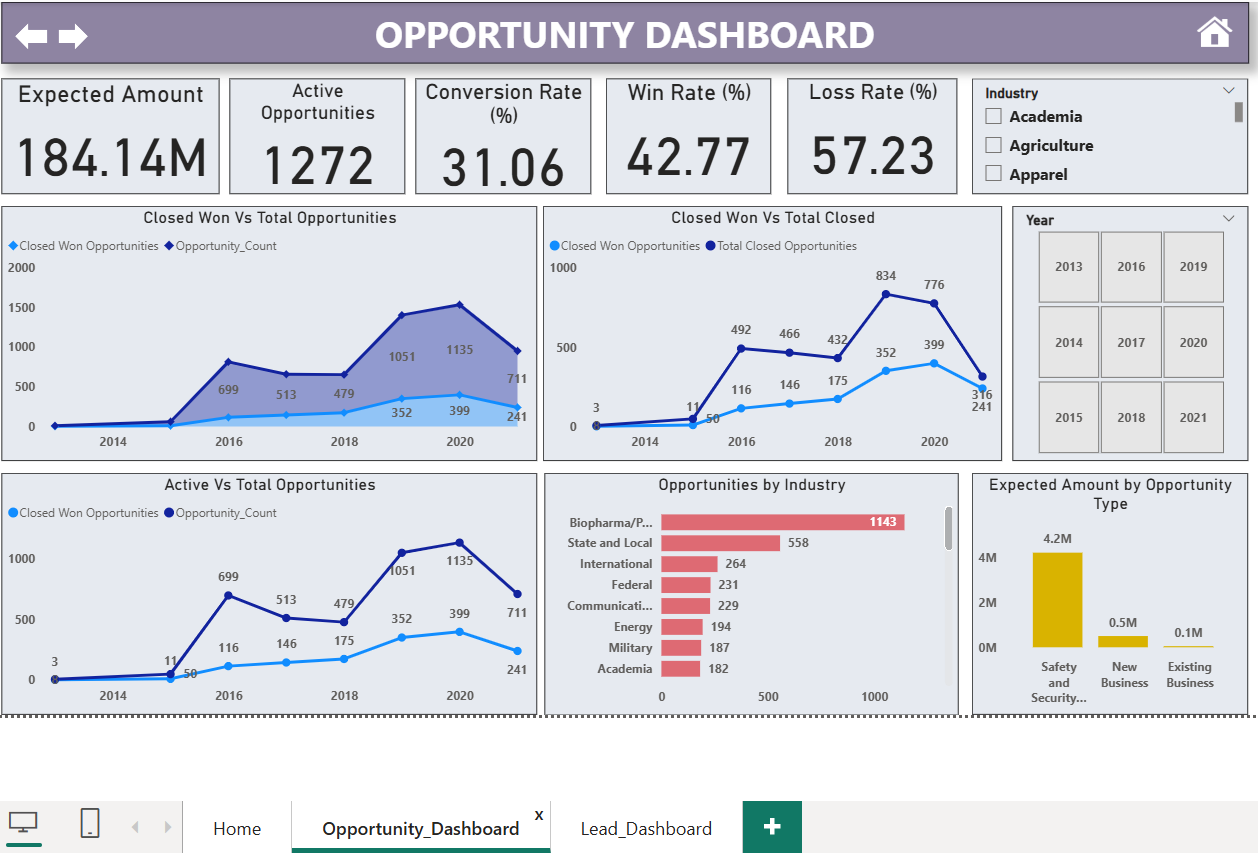 OPPORTUNITY DASHBOARD
Expected Amount
184.14M
Active
Opportunities
1272
Conversion Rate
(%)
31.06
Win Rate (%)
42.77
Loss Rate (%)
57.23
Industry
Academia
Agriculture
Apparel
Closed Won Vs Total Opportunities
Closed Won Opportunities Opportunity_Count
2000
1500
1000
500
0
699
513
479
1051
1135
711
352
399
241
2014 2016 2018 2020
Closed Won Vs Total Closed
Closed Won Opportunities Total Closed Opportunities
1000
500
0
3
11
50
492
466
432
834
776
316
116
146
175
352
399
241
2014 2016 2018 2020
Year
2013 2016 2019
2014 2017 2020
2015 2018 2021
Active Vs Total Opportunities
Closed Won Opportunities Opportunity_Count
1000
500
0
3
11
50
699
513
479
1051
1135
711
116
146
175
352
399
241
2014 2016 2018 2020
Opportunities by Industry
Biopharma/P... 1143
State and Local 558
International 264
Federal 231
Communicati... 229
Energy 194
Military 187
Academia 182
0 500 1000
Expected Amount by Opportunity
Type
4M
2M
0M
4.2M
0.5M
0.1M
Safety
and
Security...
New
Business
Existing
Business
Home
Opportunity_Dashboard
x
Lead_Dashboard
+